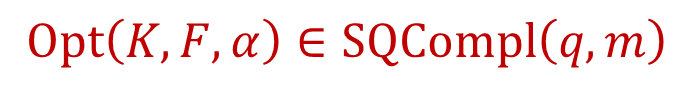 Opt(𝐾, 𝐹, 𝛼) ∈ SQCompl(𝑞, 𝑚)